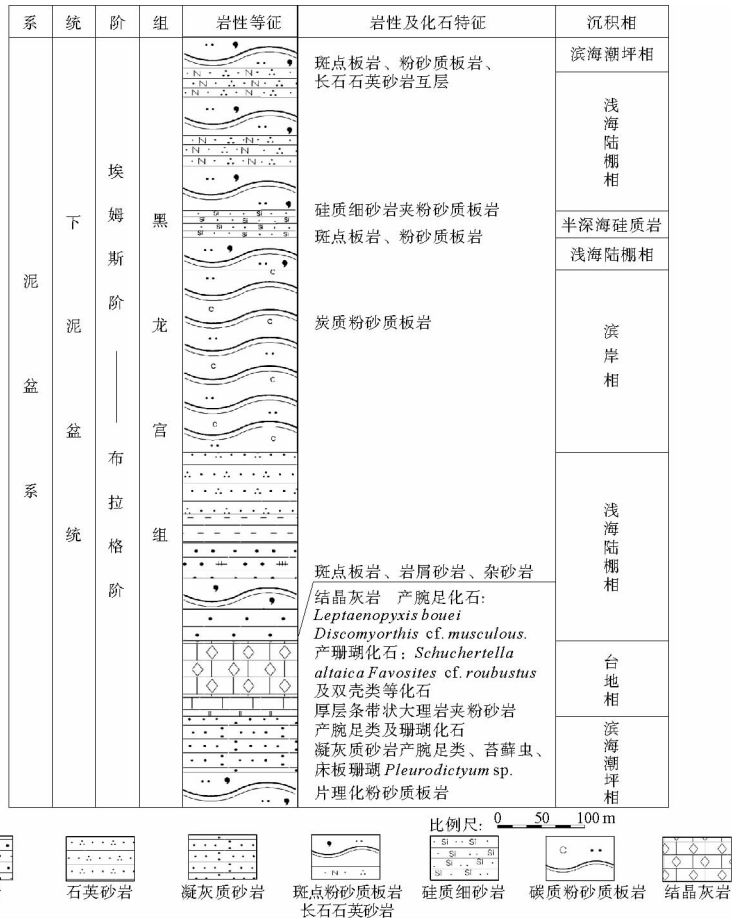 系 统 阶 组 岩性等征 岩性及化石特征 沉积相
泥盆系
下泥盆统
埃姆斯阶——布拉格阶
黑龙宫组
斑点板岩、粉砂质板岩、
长石石英砂岩互层
硅质细砂岩夹粉砂质板岩
斑点板岩、粉砂质板岩
炭质粉砂质板岩
斑点板岩、岩屑砂岩、杂砂岩
结晶灰岩 产腕足化石:
Leptaenopyxis bouei
Discomyorthis cf. musculous.
产珊瑚化石: Schuchertella
altaica Favosites cf. roubustus
及双壳类等化石
厚层条带状大理岩夹粉砂岩
产腕足类及珊瑚化石
凝灰质砂岩产腕足类、苔藓虫、
床板珊瑚 Pleurodictyum sp.
片理化粉砂质板岩
滨海潮坪相
浅海陆棚相
半深海硅质岩
浅海陆棚相
滨岸相
浅海陆棚相
台地相
滨海潮坪相
比例尺: 0 50 100 m
石英砂岩 凝灰质砂岩 斑点粉砂质板岩 硅质细砂岩 碳质粉砂质板岩 结晶灰岩
长石石英砂岩